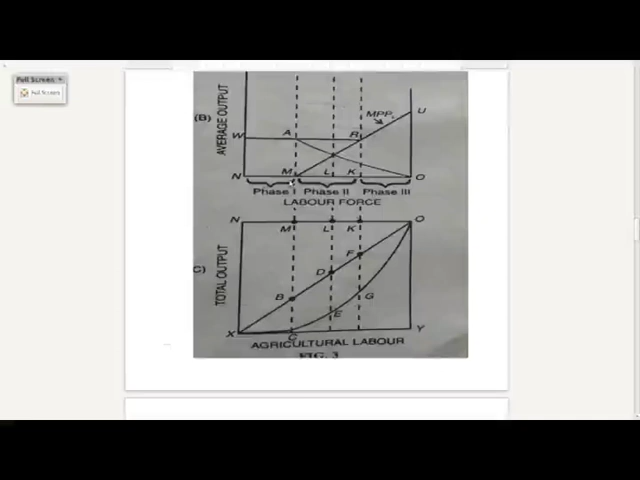 Full Screen
Full Screen
(B)
AVERAGE OUTPUT
U
MPP
W
A
R
N
M
L
K
O
Phase I
Phase II
Phase III
LABOUR FORCE
N
M
L
K
O
C)
TOTAL OUTPUT
F
D
B
G
E
X
C
Y
AGRICULTURAL LABOUR
FIG. 3